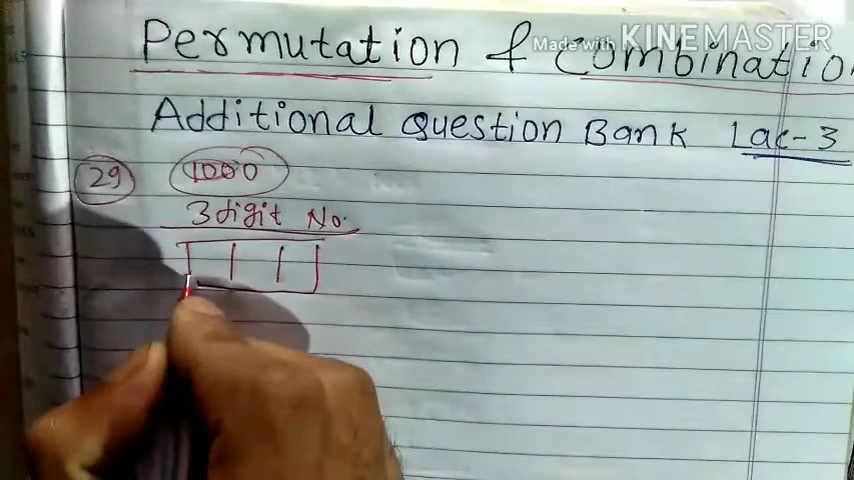 Permutation & Combinatio
Made with KINEMASTER
Additional Question Bank Lac-3
29 1000
3 digit No.